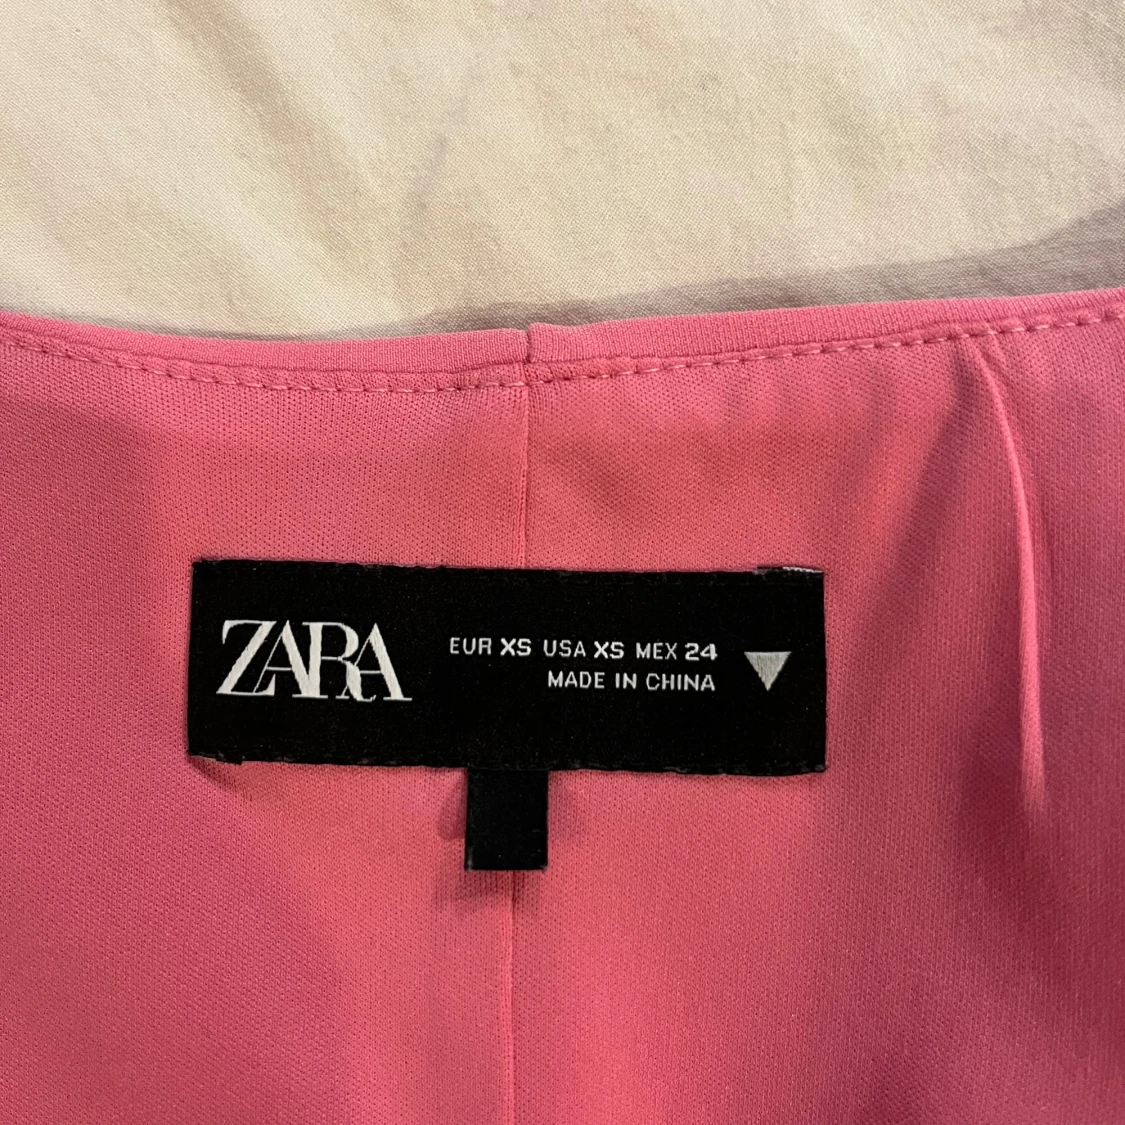 ZARA
EUR XS USA XS MEX 24
MADE IN CHINA